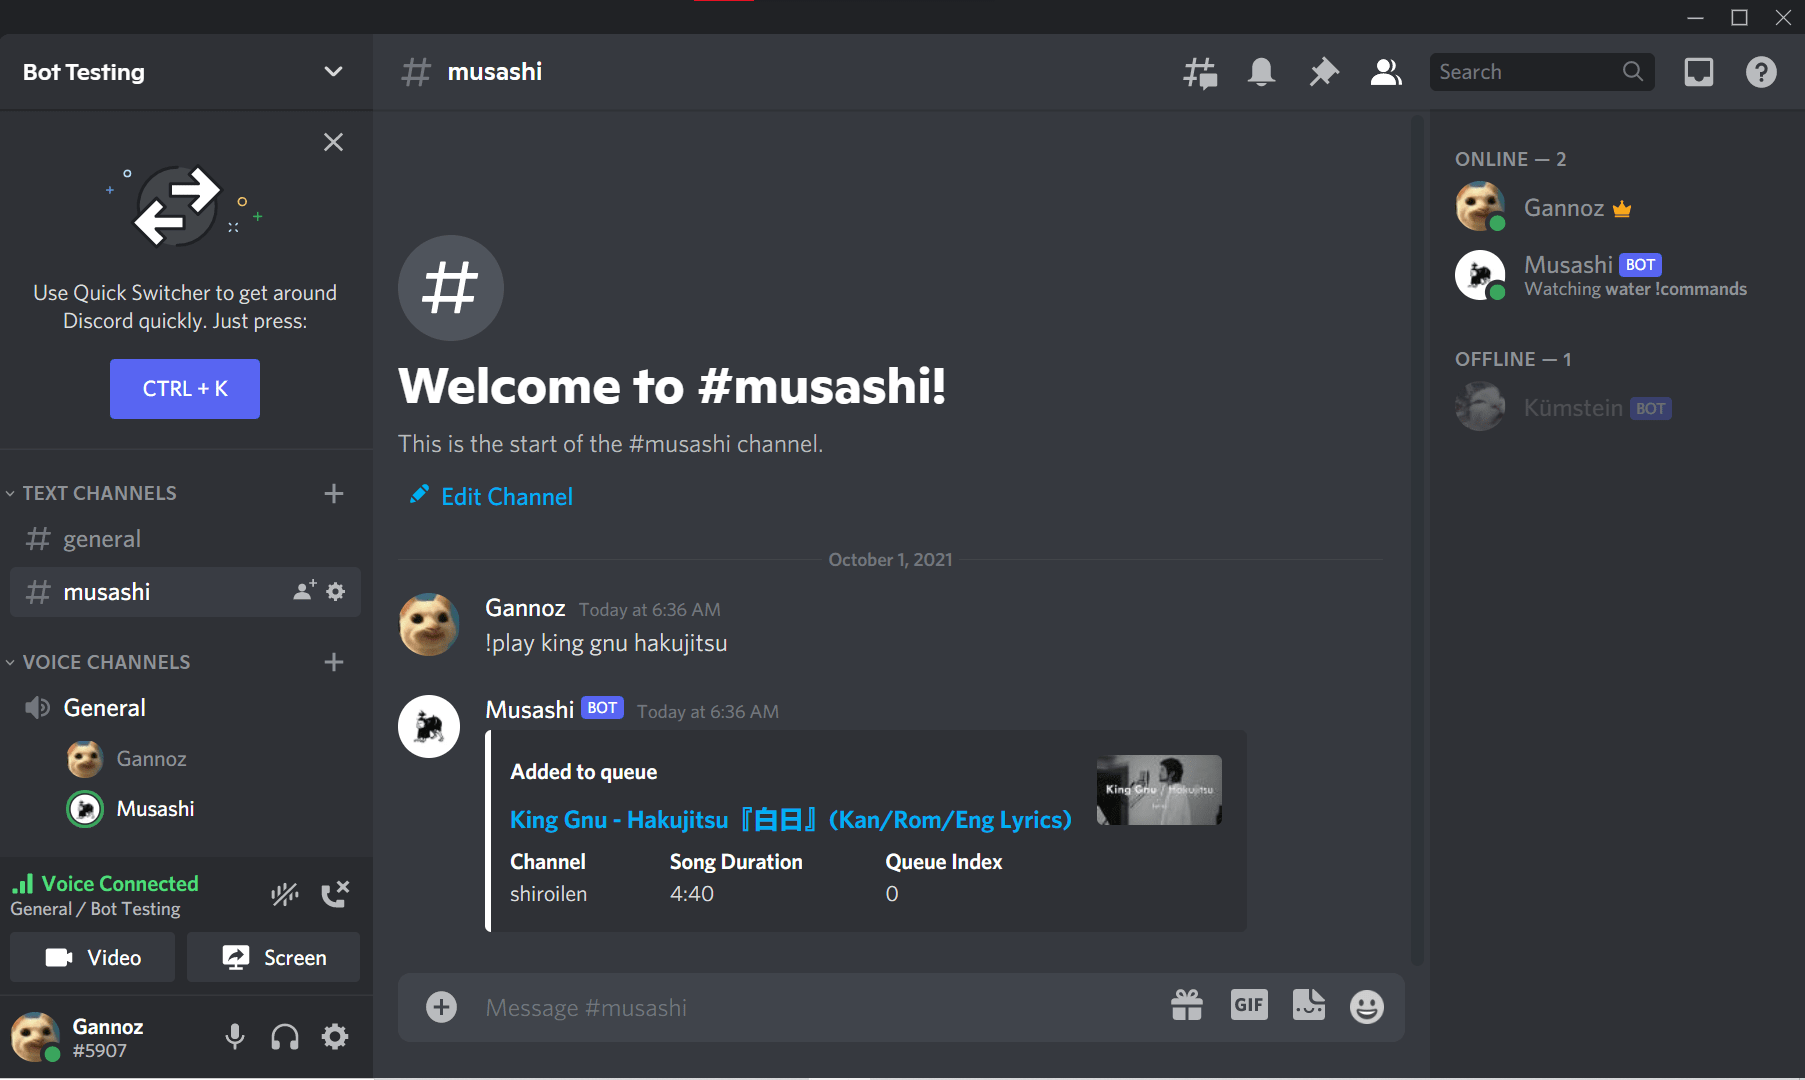 Bot Testing
Use Quick Switcher to get around
Discord quickly. Just press:
CTRL + K
TEXT CHANNELS
general
musashi
VOICE CHANNELS
General
Gannoz
Musashi
Voice Connected
General / Bot Testing
Video
Screen
Gannoz
#5907
# musashi
Search
Welcome to #musashi!
This is the start of the #musashi channel.
Edit Channel
October 1, 2021
Gannoz Today at 6:36 AM
!play king gnu hakujitsu
Musashi BOT Today at 6:36 AM
Added to queue
King Gnu - Hakujitsu『白日』(Kan/Rom/Eng Lyrics)
King Gnu / Hakujitsu
Channel Song Duration Queue Index
shiroilen 4:40 0
Message #musashi
GIF
ONLINE — 2
Gannoz
Musashi BOT
Watching water !commands
OFFLINE — 1
Kümstein BOT